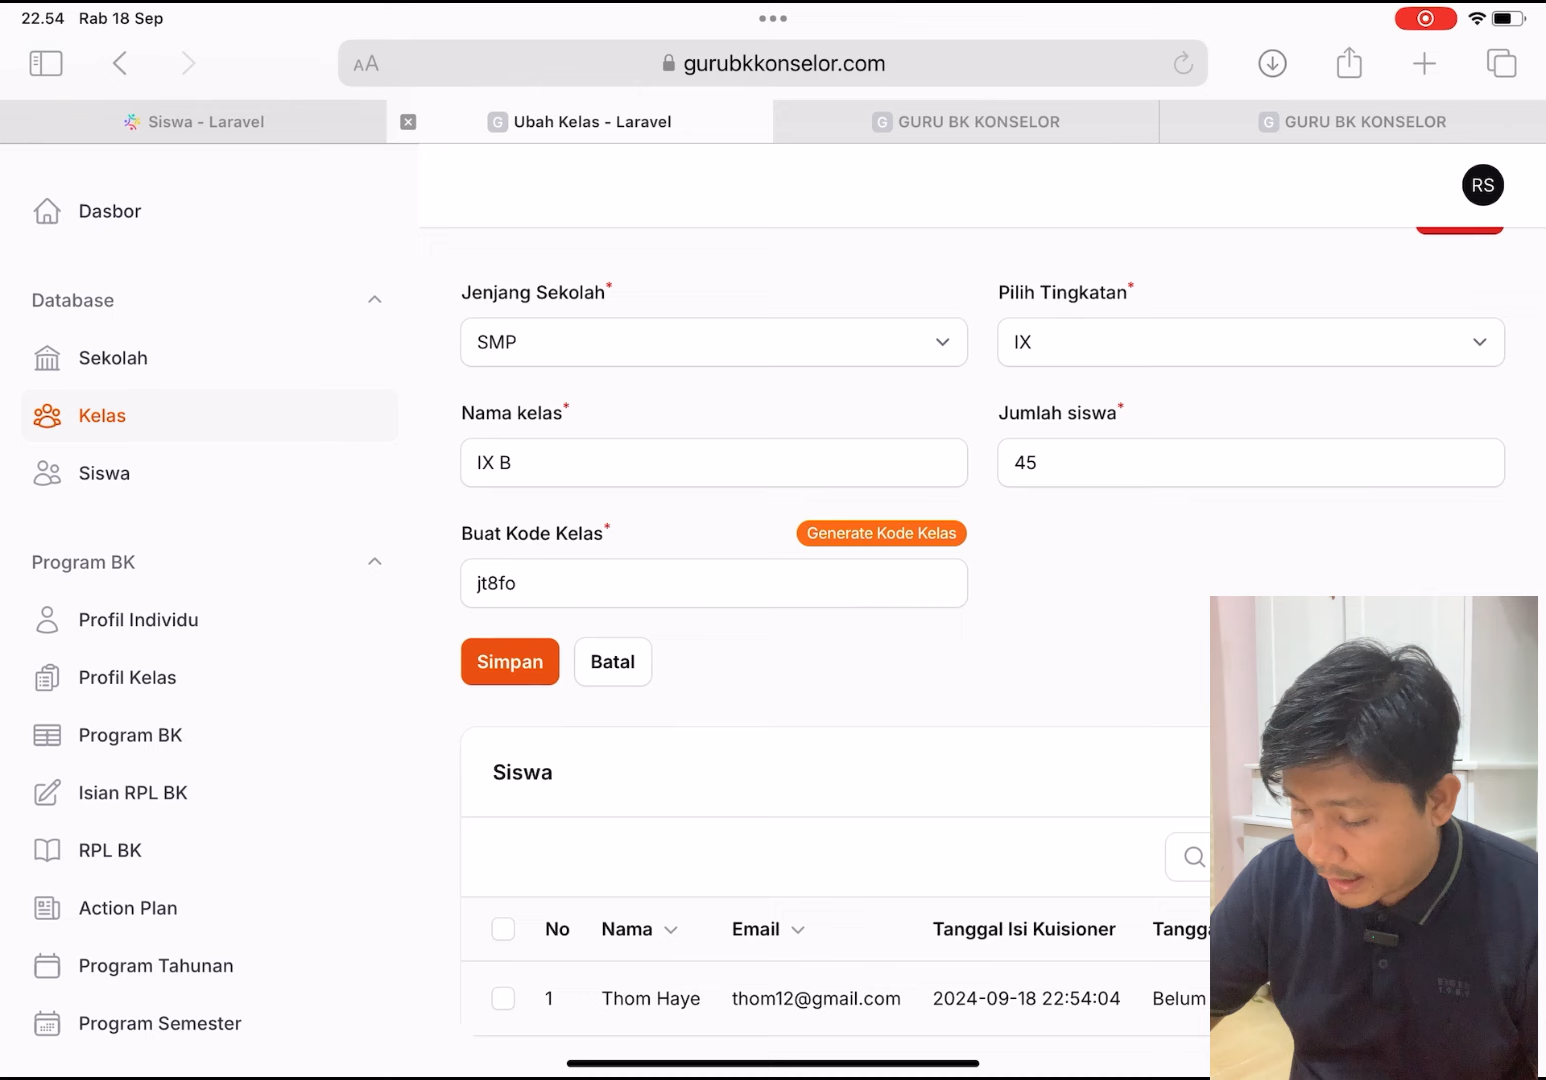 22.54 Rab 18 Sep
AA gurubkkonselor.com
Siswa - Laravel
G Ubah Kelas - Laravel
G GURU BK KONSELOR
G GURU BK KONSELOR
RS
Dasbor
Database
Sekolah
Kelas
Siswa
Program BK
Profil Individu
Profil Kelas
Program BK
Isian RPL BK
RPL BK
Action Plan
Program Tahunan
Program Semester
Jenjang Sekolah* Pilih Tingkatan*
SMP IX
Nama kelas* Jumlah siswa*
IX B 45
Buat Kode Kelas* Generate Kode Kelas
jt8fo
Simpan Batal
Siswa
No Nama Email Tanggal Isi Kuisioner
1 Thom Haye thom12@gmail.com 2024-09-18 22:54:04 Belum